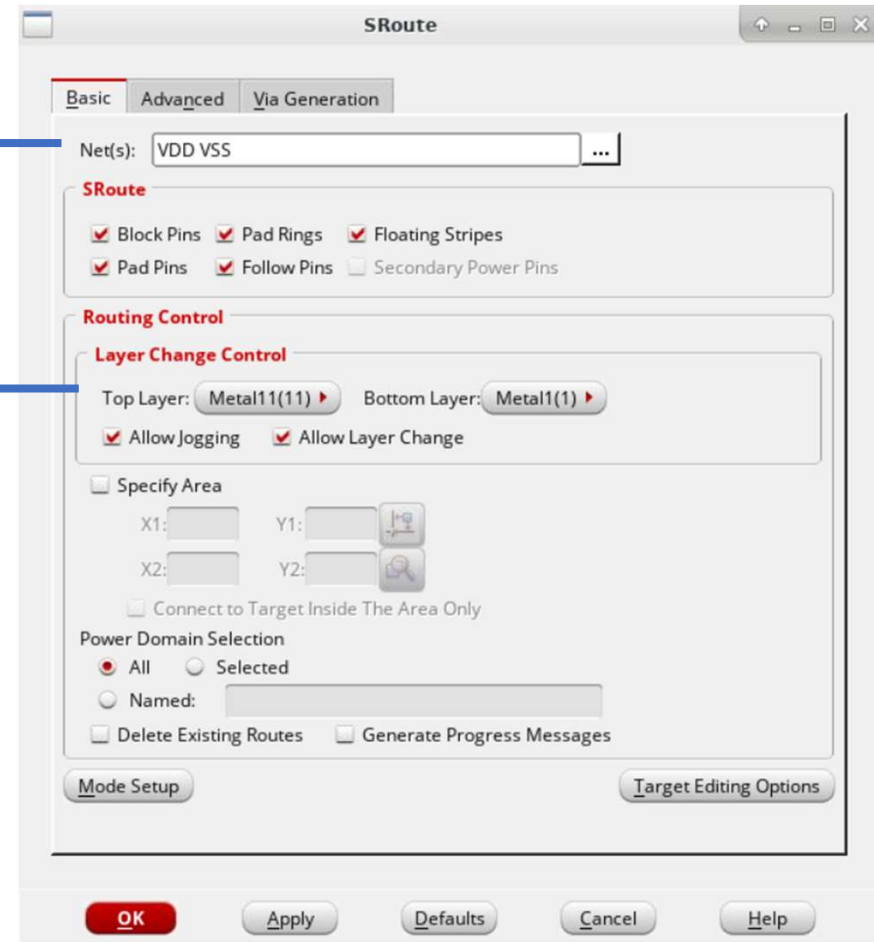 SRoute
Basic Advanced Via Generation
Net(s): VDD VSS ...
SRoute
Block Pins Pad Rings Floating Stripes
Pad Pins Follow Pins Secondary Power Pins
Routing Control
Layer Change Control
Top Layer: Metal11(11) Bottom Layer: Metal1(1)
Allow Jogging Allow Layer Change
Specify Area
X1: Y1:
X2: Y2:
Connect to Target Inside The Area Only
Power Domain Selection
All Selected
Named:
Delete Existing Routes Generate Progress Messages
Mode Setup Target Editing Options
OK Apply Defaults Cancel Help